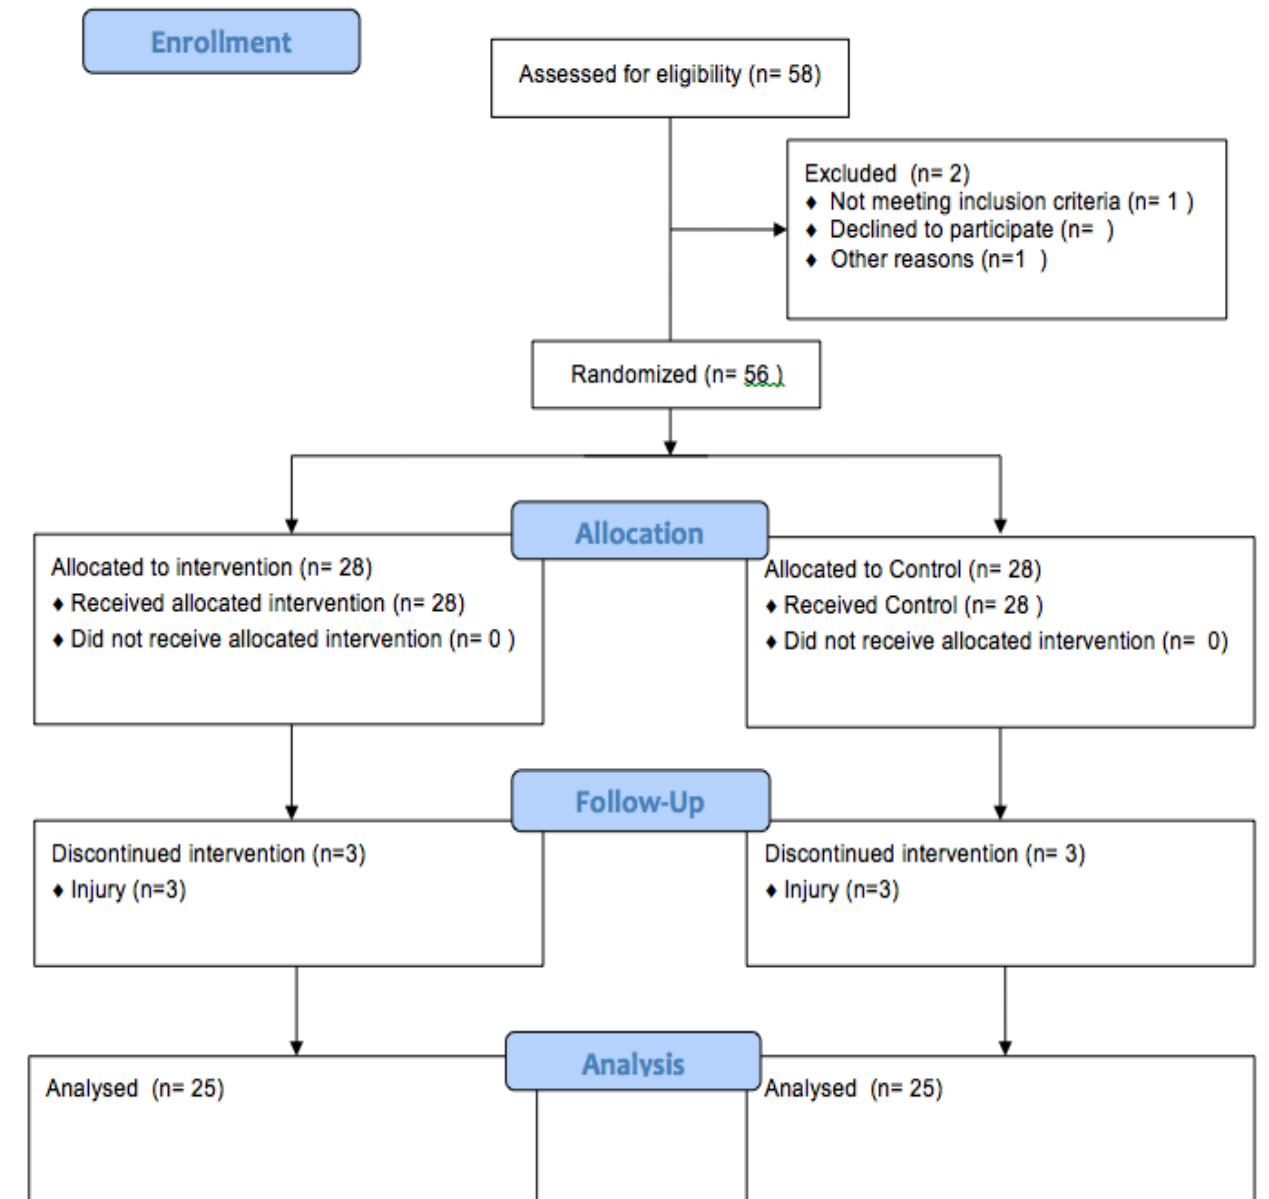 Enrollment
Assessed for eligibility (n= 58)
Excluded  (n= 2)
♦ Not meeting inclusion criteria (n= 1 )
♦ Declined to participate (n=  )
♦ Other reasons (n=1  )
Randomized (n= 56 )
Allocation
Allocated to intervention (n= 28)
♦ Received allocated intervention (n= 28)
♦ Did not receive allocated intervention (n= 0 )
Allocated to Control (n= 28)
♦ Received Control (n= 28 )
♦ Did not receive allocated intervention (n=  0)
Follow-Up
Discontinued intervention (n=3)
♦ Injury (n=3)
Discontinued intervention (n= 3)
♦ Injury (n=3)
Analysis
Analysed  (n= 25)
Analysed  (n= 25)